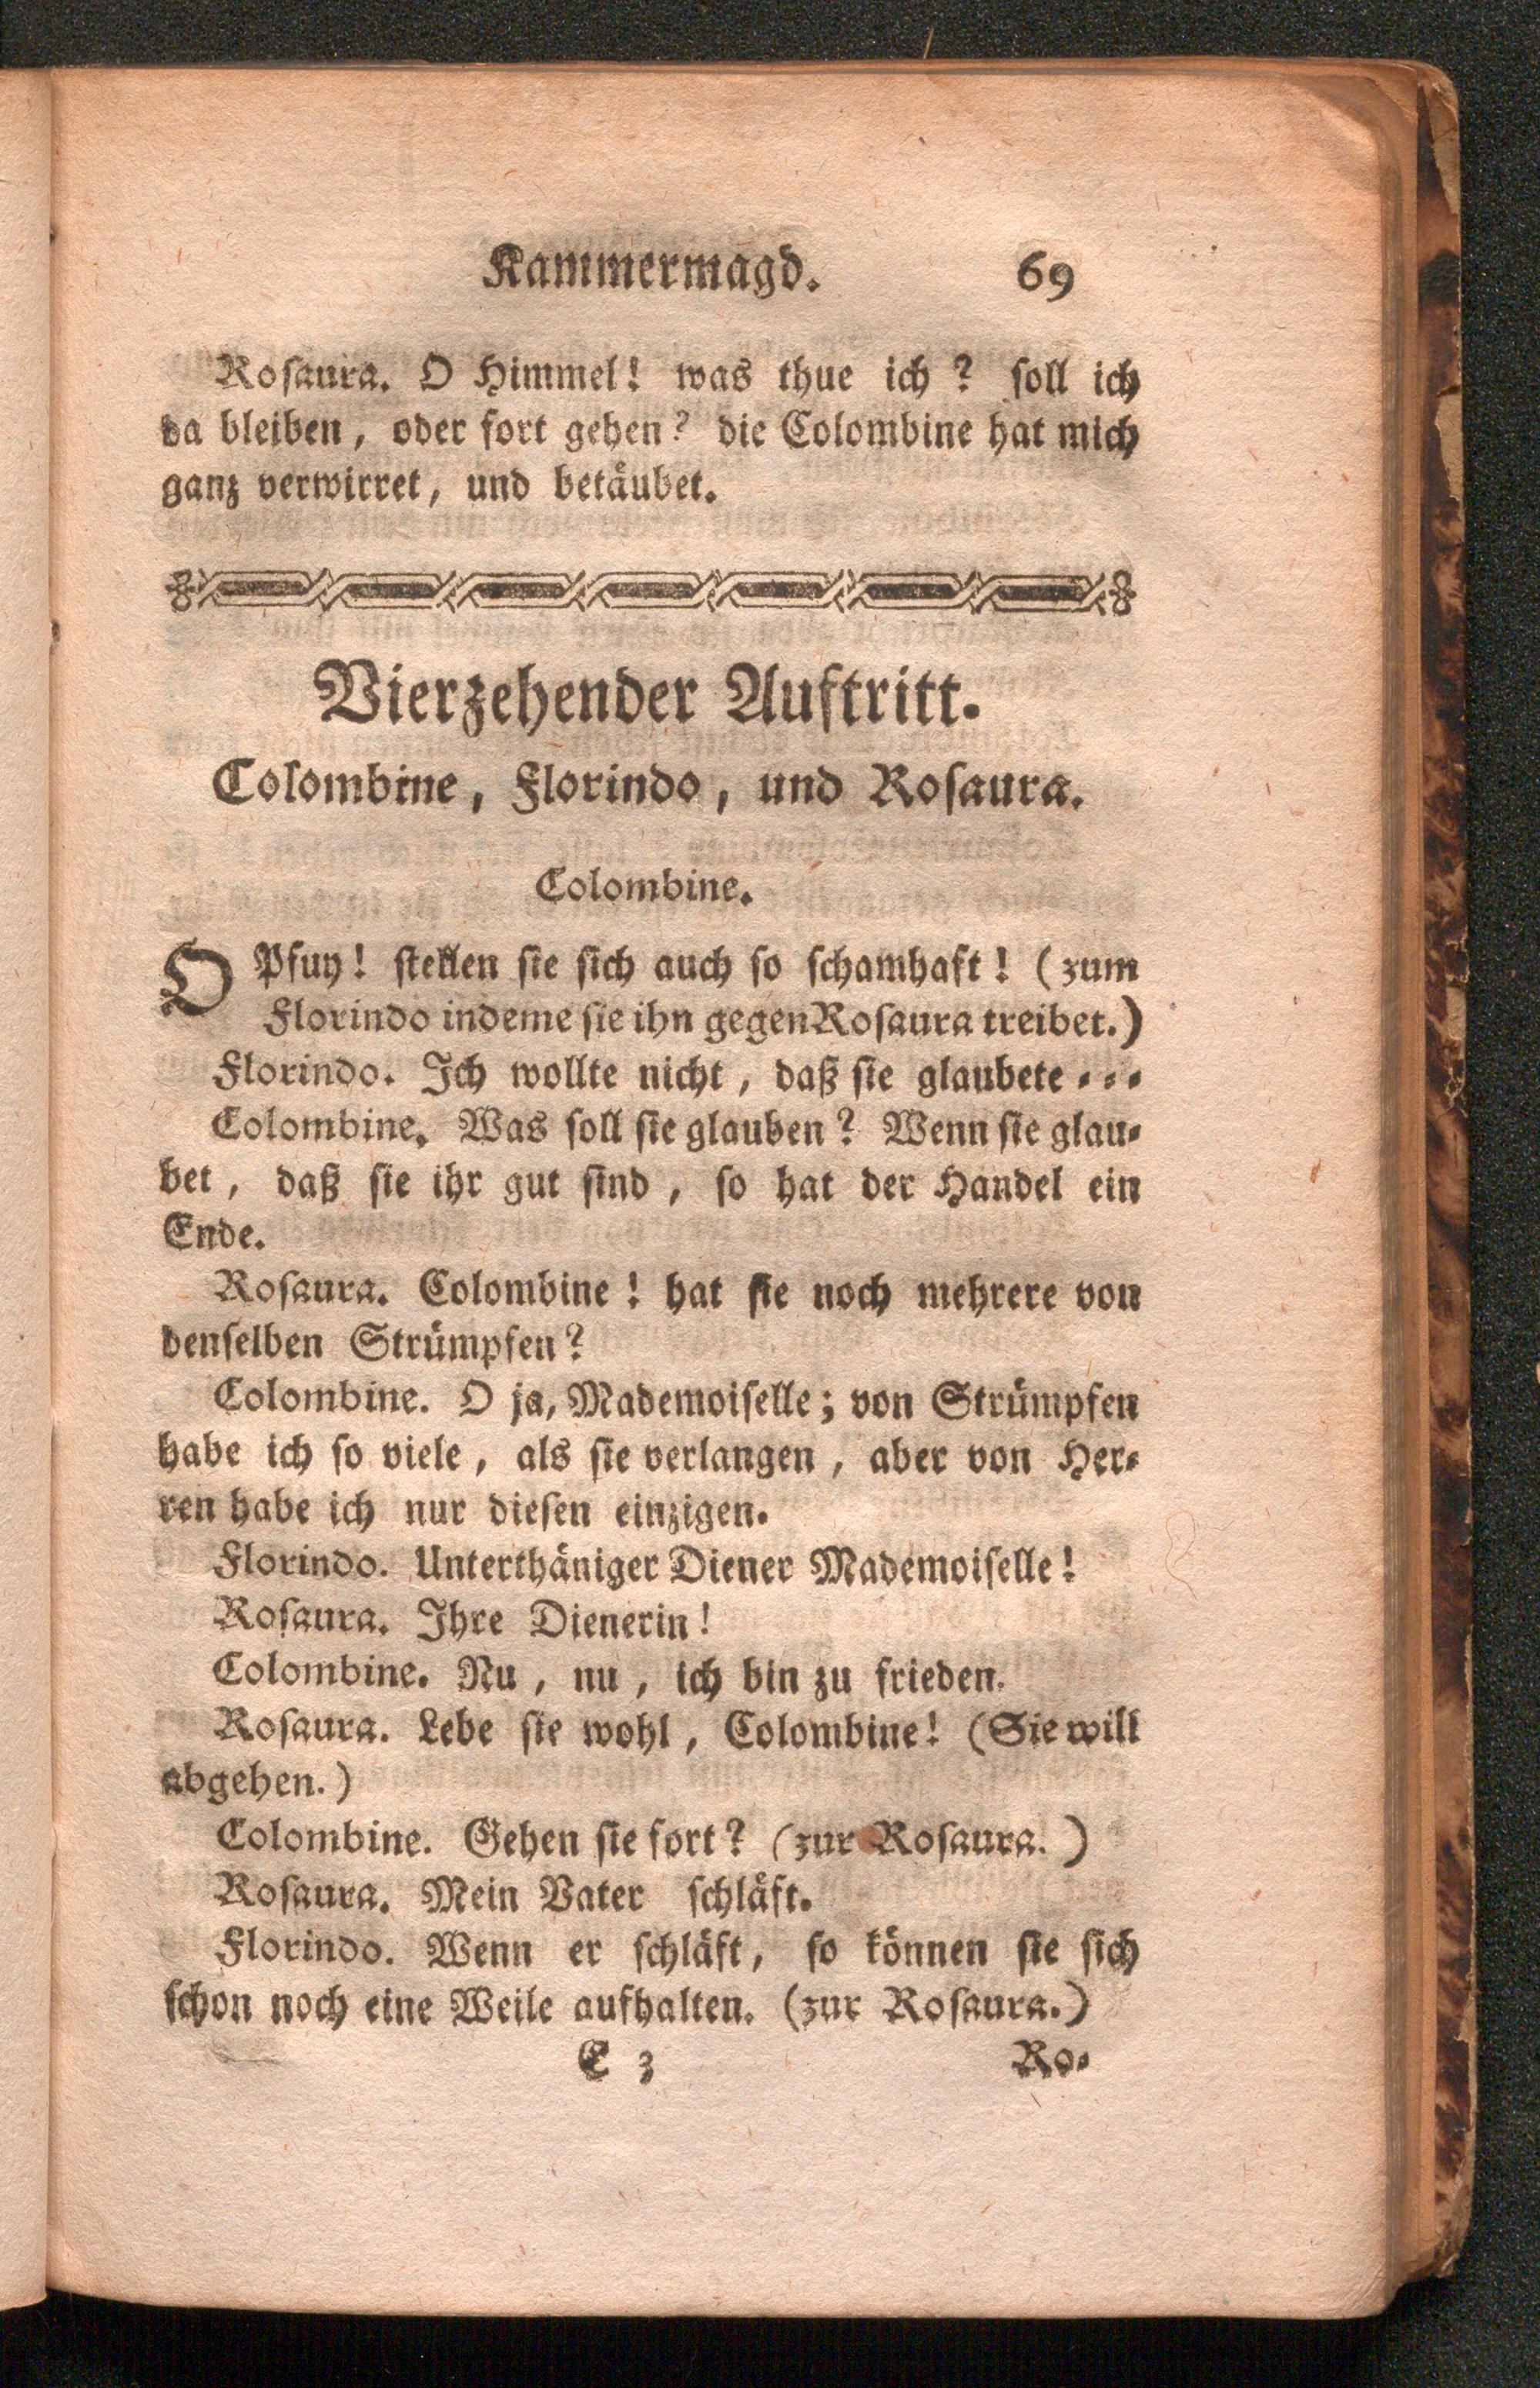 Kammermagd. 69
Roſaura. O Himmel! was thue ich? ſoll ich
da bleiben, oder fort gehen? die Colombine hat mich
ganz verwirret, und betäubet.
Vierzehender Auftritt.
Colombine, Florindo, und Roſaura.
Colombine.
O Pfuy! ſtellen ſie ſich auch ſo ſchamhaft! (zum
Florindo indeme ſie ihn gegen Roſaura treibet.)
Florindo. Ich wollte nicht, daß ſie glaubete ⸗ ⸗ ⸗
Colombine. Was ſoll ſie glauben? Wenn ſie glau⸗
bet, daß ſie ihr gut ſind, ſo hat der Handel ein
Ende.
Roſaura. Colombine! hat ſie noch mehrere von
denſelben Strümpfen?
Colombine. O ja, Mademoiſelle; von Strümpfen
habe ich ſo viele, als ſie verlangen, aber von Her⸗
ren habe ich nur dieſen einzigen.
Florindo. Unterthäniger Diener Mademoiſelle!
Roſaura. Ihre Dienerin!
Colombine. Nu, nu, ich bin zu frieden.
Roſaura. Lebe ſie wohl, Colombine! (Sie will
abgehen.)
Colombine. Gehen ſie fort? (zur Roſaura.)
Roſaura. Mein Vater ſchläft.
Florindo. Wenn er ſchläft, ſo können ſie ſich
ſchon noch eine Weile aufhalten. (zur Roſaura.)
E 3 Ro⸗